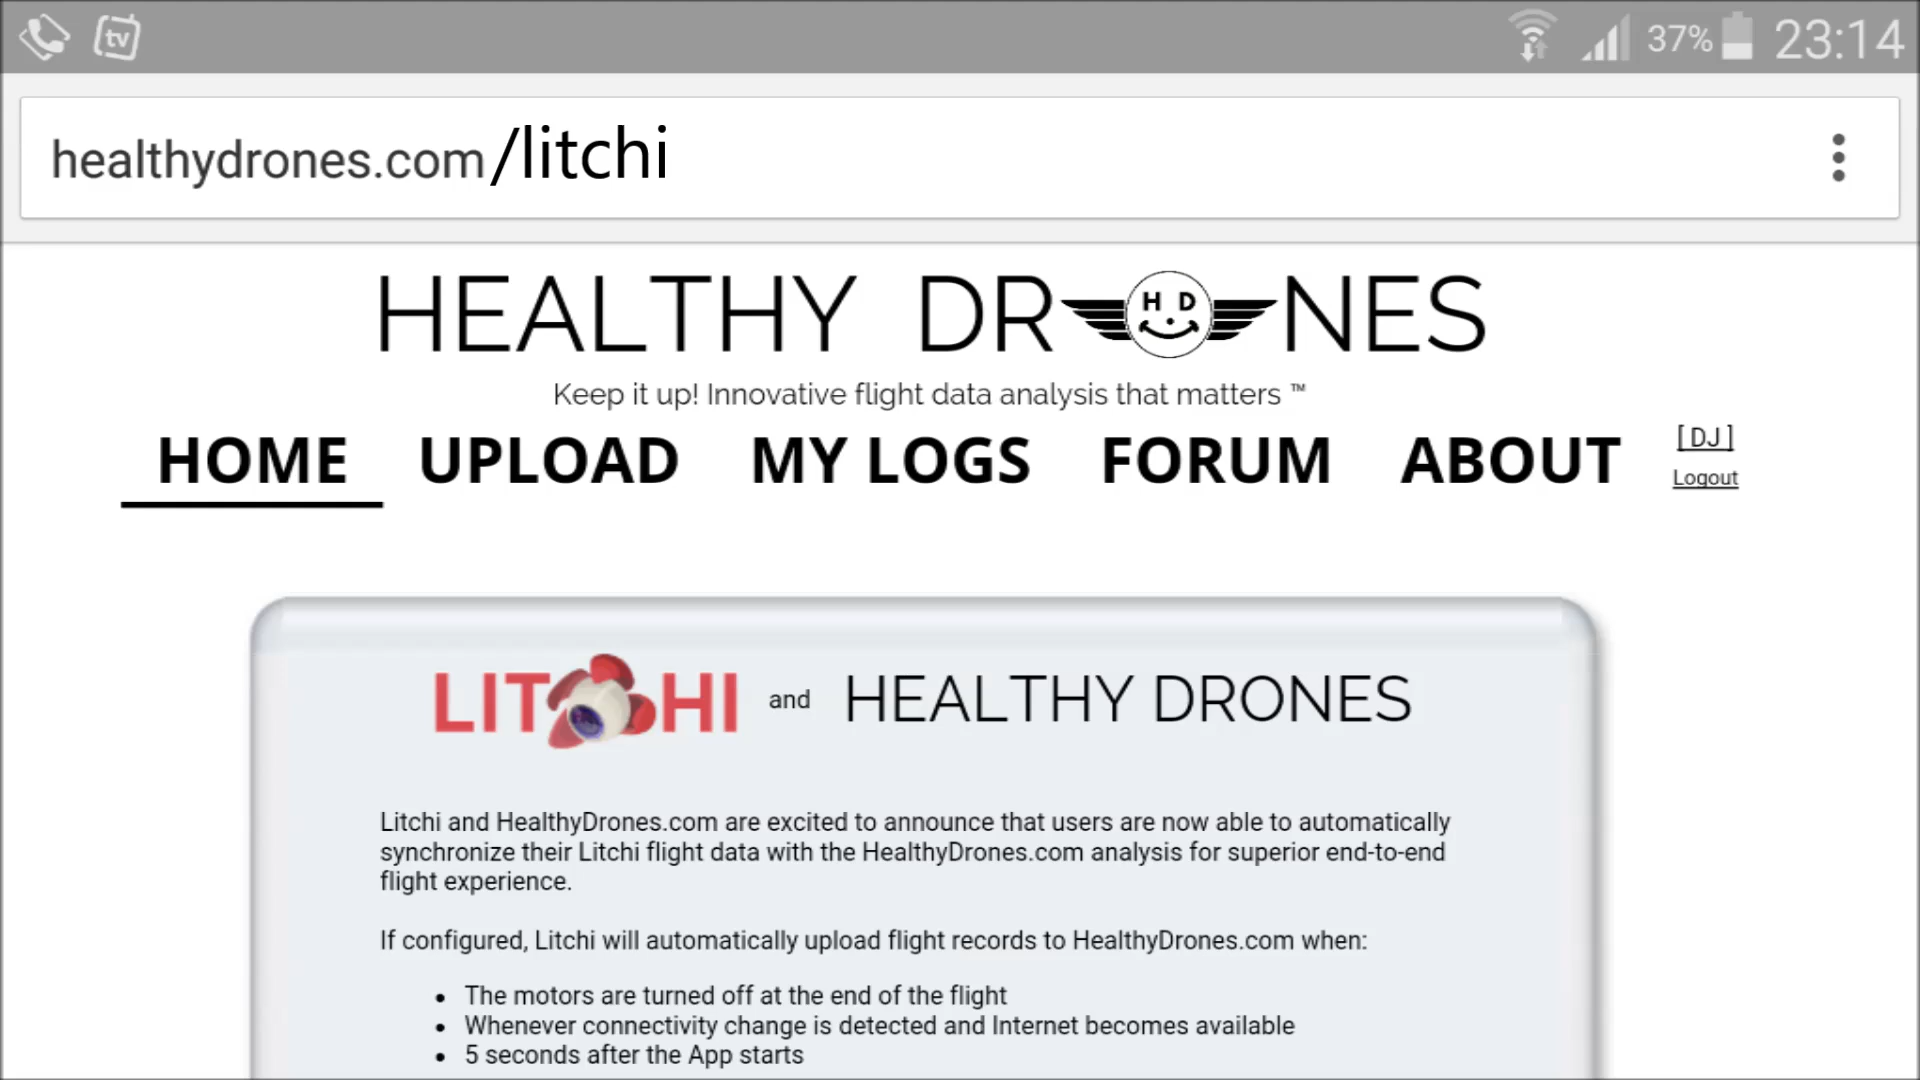 tv 37% 23:14
healthydrones.com/litchi
HEALTHY DR H D NES
Keep it up! Innovative flight data analysis that matters ™
HOME UPLOAD MY LOGS FORUM ABOUT [ DJ ]
Logout
LITCHI and HEALTHY DRONES
Litchi and HealthyDrones.com are excited to announce that users are now able to automatically
synchronize their Litchi flight data with the HealthyDrones.com analysis for superior end-to-end
flight experience.
If configured, Litchi will automatically upload flight records to HealthyDrones.com when:
• The motors are turned off at the end of the flight
• Whenever connectivity change is detected and Internet becomes available
• 5 seconds after the App starts